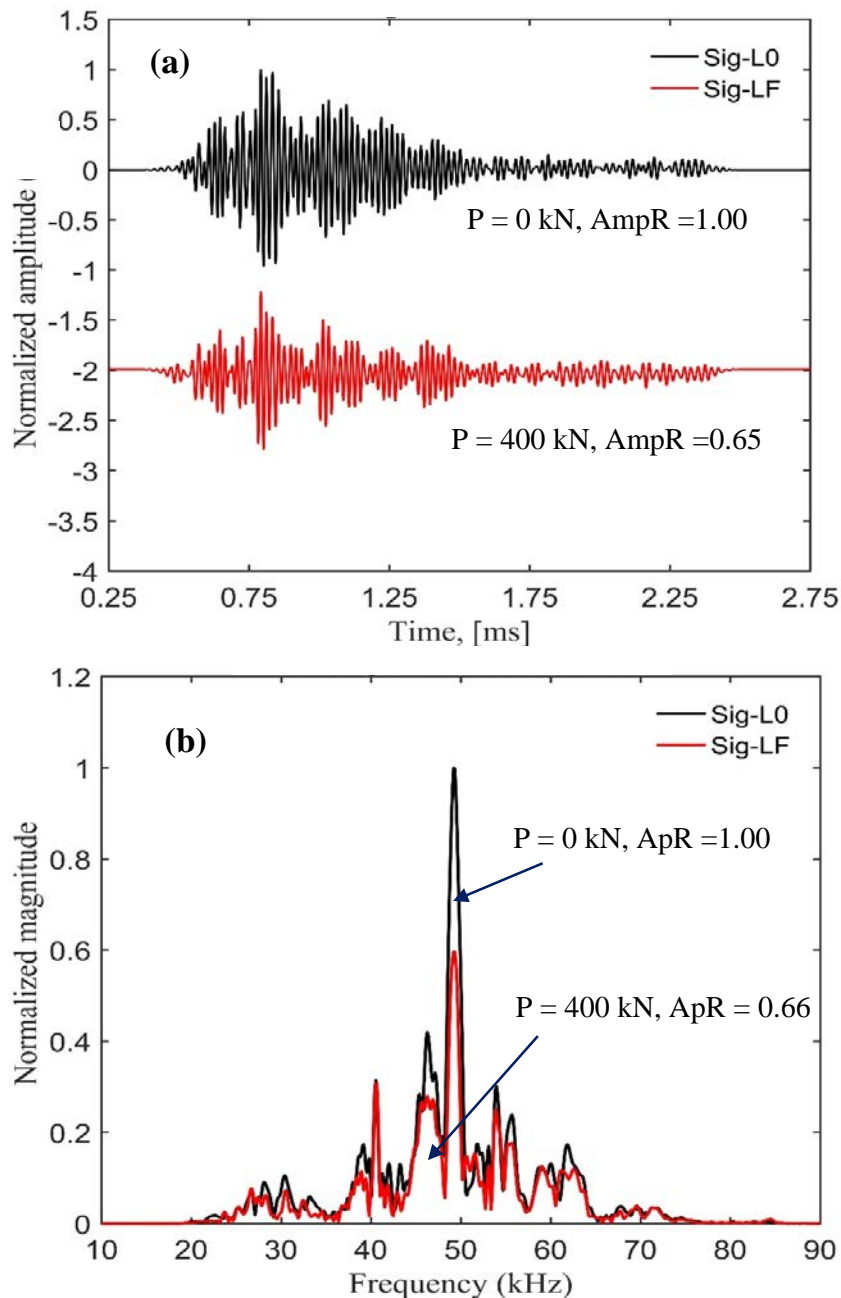 1.5
(a)
Sig-L0
Sig-LF
1
0.5
0
-0.5
P = 0 kN, AmpR =1.00
-1
-1.5
-2
-2.5
P = 400 kN, AmpR =0.65
-3
-3.5
-4
Normalized amplitude
0.25 0.75 1.25 1.75 2.25 2.75
Time, [ms]
1.2
(b)
Sig-L0
Sig-LF
1
P = 0 kN, ApR =1.00
0.8
0.6
P = 400 kN, ApR = 0.66
0.4
0.2
0
Normalized magnitude
10 20 30 40 50 60 70 80 90
Frequency (kHz)